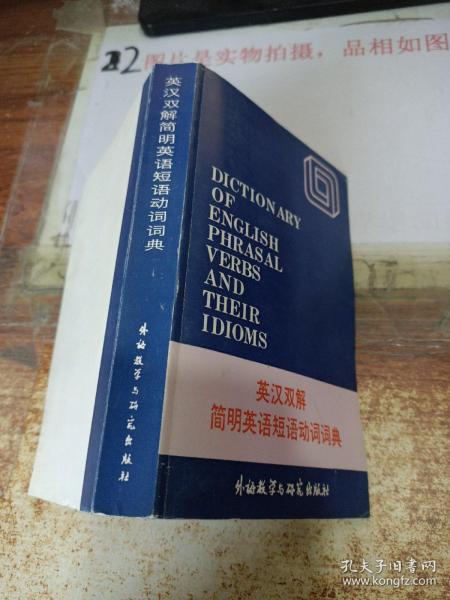 22图片是实物拍摄，品相如图
英汉双解简明英语短语动词词典
外语教学与研究出版社
DICTIONARY
OF
ENGLISH
PHRASAL
VERBS
AND
THEIR
IDIOMS
英汉双解
简明英语短语动词词典
外语教学与研究出版社
孔夫子旧书网
www.kongfz.com